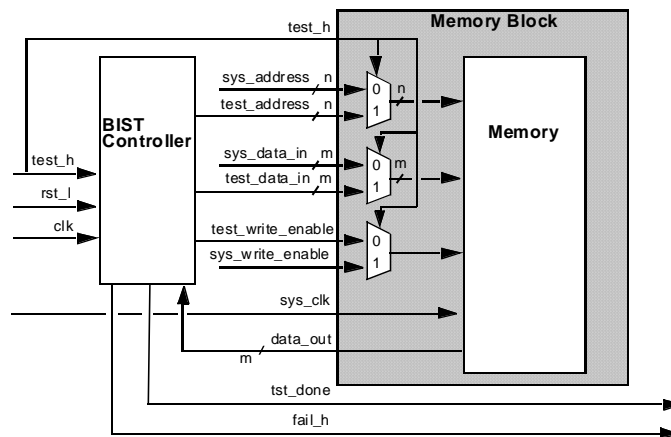 test_h
Memory Block
sys_address n
test_address n
0
1
n
BIST
Controller
Memory
test_h
sys_data_in m
test_data_in m
0
1
m
rst_l
clk
test_write_enable
sys_write_enable
0
1
sys_clk
data_out
m
tst_done
fail_h